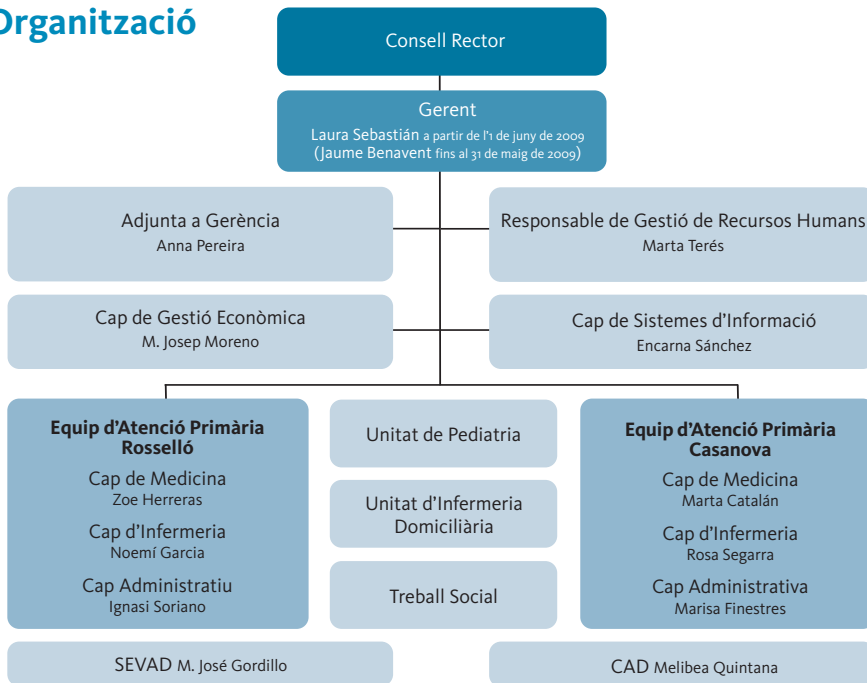 Organització
Consell Rector
Gerent
Laura Sebastián a partir de l'1 de juny de 2009
(Jaume Benavent fins al 31 de maig de 2009)
Adjunta a Gerència
Anna Pereira
Responsable de Gestió de Recursos Humans
Marta Terés
Cap de Gestió Econòmica
M. Josep Moreno
Cap de Sistemes d'Informació
Encarna Sánchez
Equip d'Atenció Primària
Rosselló
Cap de Medicina
Zoe Herreras
Cap d'Infermeria
Noemí Garcia
Cap Administratiu
Ignasi Soriano
Unitat de Pediatria
Unitat d'Infermeria
Domiciliària
Treball Social
Equip d'Atenció Primària
Casanova
Cap de Medicina
Marta Catalán
Cap d'Infermeria
Rosa Segarra
Cap Administrativa
Marisa Finestres
SEVAD M. José Gordillo
CAD Melibea Quintana